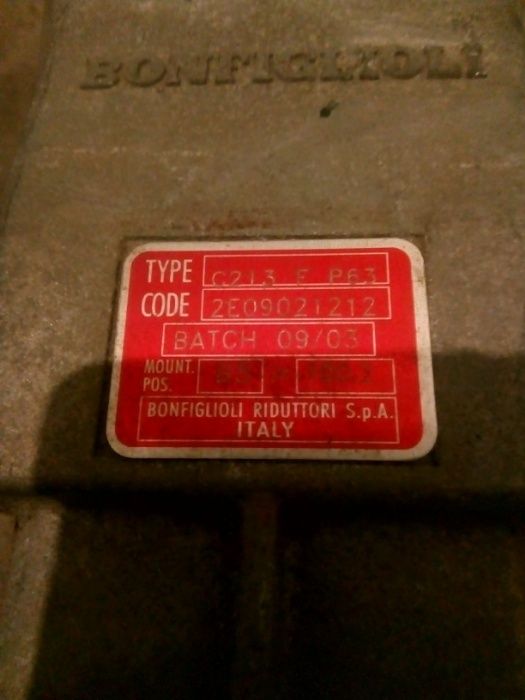 BONFIGLIOLI
TYPE C213 F P63
CODE 2E09021212
BATCH 09/03
MOUNT.
POS.
BONFIGLIOLI RIDUTTORI S.p.A.
ITALY